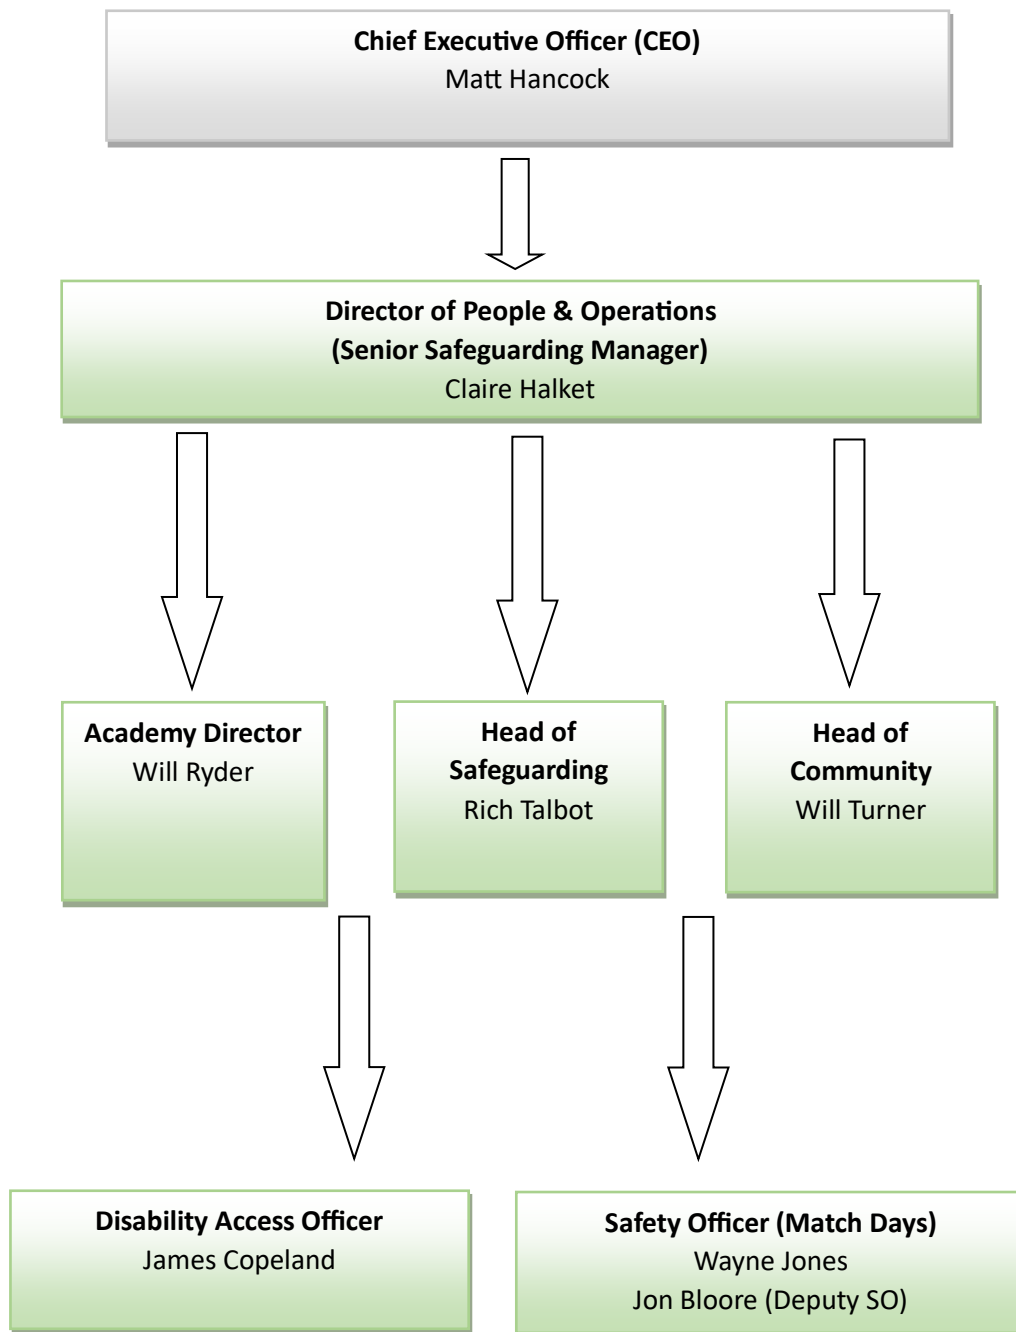 Chief Executive Officer (CEO)
Matt Hancock
Director of People & Operations
(Senior Safeguarding Manager)
Claire Halket
Academy Director
Will Ryder
Head of
Safeguarding
Rich Talbot
Head of
Community
Will Turner
Disability Access Officer
James Copeland
Safety Officer (Match Days)
Wayne Jones
Jon Bloore (Deputy SO)